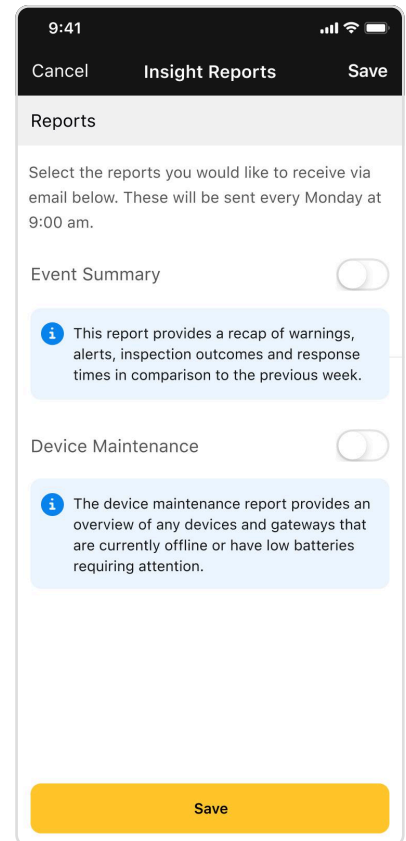 9:41
Cancel Insight Reports Save
Reports
Select the reports you would like to receive via
email below. These will be sent every Monday at
9:00 am.
Event Summary
This report provides a recap of warnings,
alerts, inspection outcomes and response
times in comparison to the previous week.
Device Maintenance
The device maintenance report provides an
overview of any devices and gateways that
are currently offline or have low batteries
requiring attention.
Save